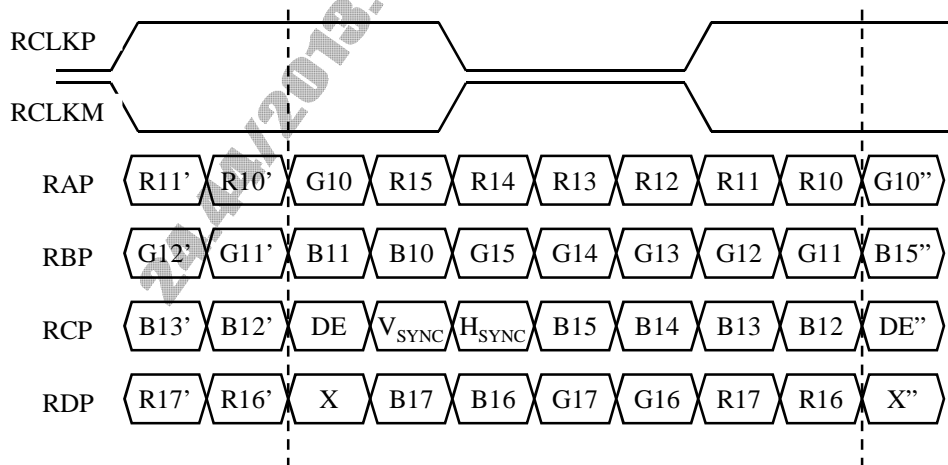 RCLKP
RCLKM
RAP R11’ R10’ G10 R15 R14 R13 R12 R11 R10 G10”
RBP G12’ G11’ B11 B10 G15 G14 G13 G12 G11 B15”
RCP B13’ B12’ DE VSYNC HSYNC B15 B14 B13 B12 DE”
RDP R17’ R16’ X B17 B16 G17 G16 R17 R16 X”